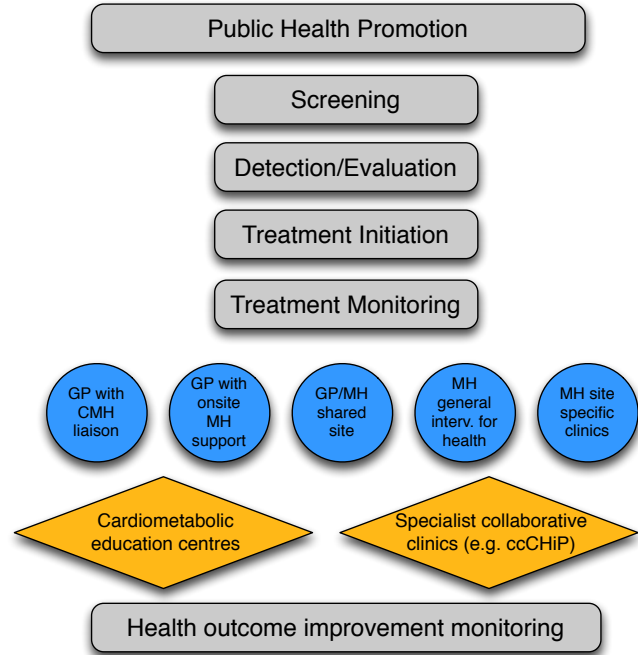 Public Health Promotion
Screening
Detection/Evaluation
Treatment Initiation
Treatment Monitoring
GP with
CMH
liaison
GP with
onsite
MH
support
GP/MH
shared
site
MH
general
interv. for
health
MH site
specific
clinics
Cardiometabolic
education centres
Specialist collaborative
clinics (e.g. ccCHiP)
Health outcome improvement monitoring